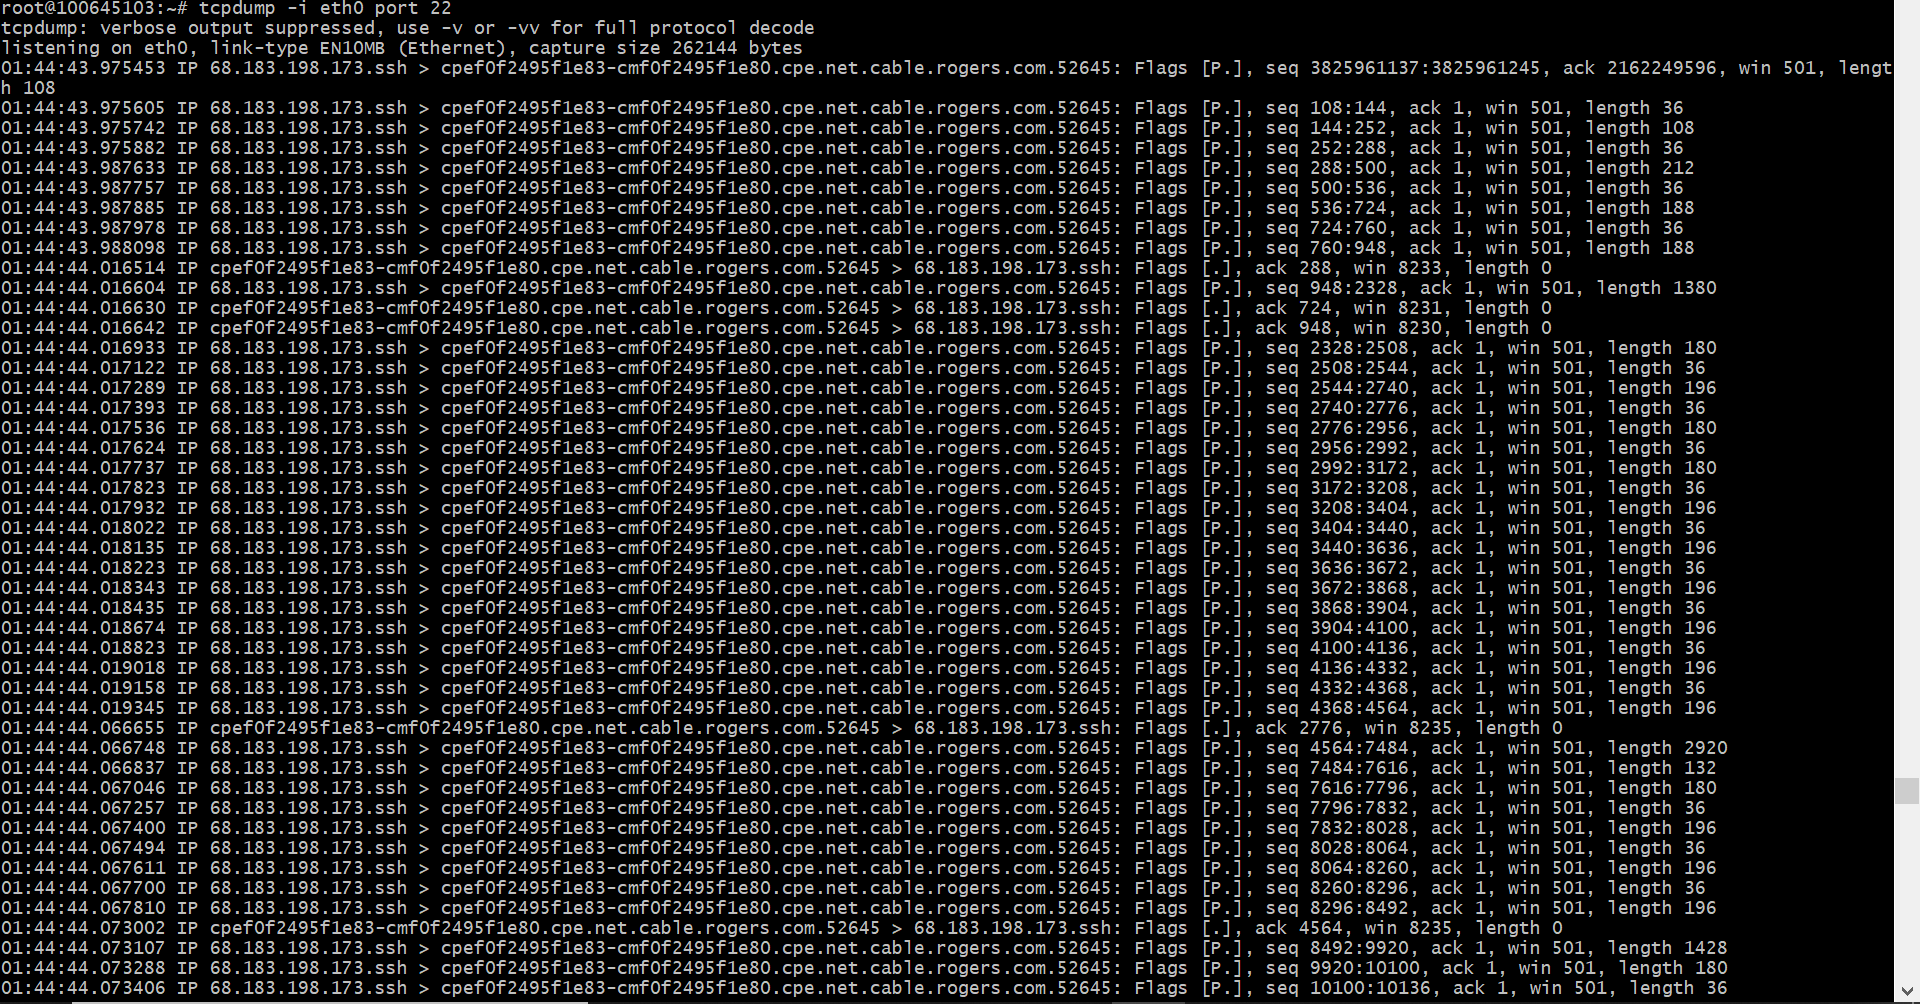 root@100645103:~# tcpdump -i eth0 port 22
tcpdump: verbose output suppressed, use -v or -vv for full protocol decode
listening on eth0, link-type EN10MB (Ethernet), capture size 262144 bytes
01:44:43.975453 IP 68.183.198.173.ssh > cpef0f2495f1e83-cmf0f2495f1e80.cpe.net.cable.rogers.com.52645: Flags [P.], seq 3825961137:3825961245, ack 2162249596, win 501, lengt
h 108
01:44:43.975605 IP 68.183.198.173.ssh > cpef0f2495f1e83-cmf0f2495f1e80.cpe.net.cable.rogers.com.52645: Flags [P.], seq 108:144, ack 1, win 501, length 36
01:44:43.975742 IP 68.183.198.173.ssh > cpef0f2495f1e83-cmf0f2495f1e80.cpe.net.cable.rogers.com.52645: Flags [P.], seq 144:252, ack 1, win 501, length 108
01:44:43.975882 IP 68.183.198.173.ssh > cpef0f2495f1e83-cmf0f2495f1e80.cpe.net.cable.rogers.com.52645: Flags [P.], seq 252:288, ack 1, win 501, length 36
01:44:43.987633 IP 68.183.198.173.ssh > cpef0f2495f1e83-cmf0f2495f1e80.cpe.net.cable.rogers.com.52645: Flags [P.], seq 288:500, ack 1, win 501, length 212
01:44:43.987757 IP 68.183.198.173.ssh > cpef0f2495f1e83-cmf0f2495f1e80.cpe.net.cable.rogers.com.52645: Flags [P.], seq 500:536, ack 1, win 501, length 36
01:44:43.987885 IP 68.183.198.173.ssh > cpef0f2495f1e83-cmf0f2495f1e80.cpe.net.cable.rogers.com.52645: Flags [P.], seq 536:724, ack 1, win 501, length 188
01:44:43.987978 IP 68.183.198.173.ssh > cpef0f2495f1e83-cmf0f2495f1e80.cpe.net.cable.rogers.com.52645: Flags [P.], seq 724:760, ack 1, win 501, length 36
01:44:43.988098 IP 68.183.198.173.ssh > cpef0f2495f1e83-cmf0f2495f1e80.cpe.net.cable.rogers.com.52645: Flags [P.], seq 760:948, ack 1, win 501, length 188
01:44:44.016514 IP cpef0f2495f1e83-cmf0f2495f1e80.cpe.net.cable.rogers.com.52645 > 68.183.198.173.ssh: Flags [.], ack 288, win 8233, length 0
01:44:44.016604 IP 68.183.198.173.ssh > cpef0f2495f1e83-cmf0f2495f1e80.cpe.net.cable.rogers.com.52645: Flags [P.], seq 948:2328, ack 1, win 501, length 1380
01:44:44.016630 IP cpef0f2495f1e83-cmf0f2495f1e80.cpe.net.cable.rogers.com.52645 > 68.183.198.173.ssh: Flags [.], ack 724, win 8231, length 0
01:44:44.016642 IP cpef0f2495f1e83-cmf0f2495f1e80.cpe.net.cable.rogers.com.52645 > 68.183.198.173.ssh: Flags [.], ack 948, win 8230, length 0
01:44:44.016933 IP 68.183.198.173.ssh > cpef0f2495f1e83-cmf0f2495f1e80.cpe.net.cable.rogers.com.52645: Flags [P.], seq 2328:2508, ack 1, win 501, length 180
01:44:44.017122 IP 68.183.198.173.ssh > cpef0f2495f1e83-cmf0f2495f1e80.cpe.net.cable.rogers.com.52645: Flags [P.], seq 2508:2544, ack 1, win 501, length 36
01:44:44.017289 IP 68.183.198.173.ssh > cpef0f2495f1e83-cmf0f2495f1e80.cpe.net.cable.rogers.com.52645: Flags [P.], seq 2544:2740, ack 1, win 501, length 196
01:44:44.017393 IP 68.183.198.173.ssh > cpef0f2495f1e83-cmf0f2495f1e80.cpe.net.cable.rogers.com.52645: Flags [P.], seq 2740:2776, ack 1, win 501, length 36
01:44:44.017536 IP 68.183.198.173.ssh > cpef0f2495f1e83-cmf0f2495f1e80.cpe.net.cable.rogers.com.52645: Flags [P.], seq 2776:2956, ack 1, win 501, length 180
01:44:44.017624 IP 68.183.198.173.ssh > cpef0f2495f1e83-cmf0f2495f1e80.cpe.net.cable.rogers.com.52645: Flags [P.], seq 2956:2992, ack 1, win 501, length 36
01:44:44.017737 IP 68.183.198.173.ssh > cpef0f2495f1e83-cmf0f2495f1e80.cpe.net.cable.rogers.com.52645: Flags [P.], seq 2992:3172, ack 1, win 501, length 180
01:44:44.017823 IP 68.183.198.173.ssh > cpef0f2495f1e83-cmf0f2495f1e80.cpe.net.cable.rogers.com.52645: Flags [P.], seq 3172:3208, ack 1, win 501, length 36
01:44:44.017932 IP 68.183.198.173.ssh > cpef0f2495f1e83-cmf0f2495f1e80.cpe.net.cable.rogers.com.52645: Flags [P.], seq 3208:3404, ack 1, win 501, length 196
01:44:44.018022 IP 68.183.198.173.ssh > cpef0f2495f1e83-cmf0f2495f1e80.cpe.net.cable.rogers.com.52645: Flags [P.], seq 3404:3440, ack 1, win 501, length 36
01:44:44.018135 IP 68.183.198.173.ssh > cpef0f2495f1e83-cmf0f2495f1e80.cpe.net.cable.rogers.com.52645: Flags [P.], seq 3440:3636, ack 1, win 501, length 196
01:44:44.018223 IP 68.183.198.173.ssh > cpef0f2495f1e83-cmf0f2495f1e80.cpe.net.cable.rogers.com.52645: Flags [P.], seq 3636:3672, ack 1, win 501, length 36
01:44:44.018343 IP 68.183.198.173.ssh > cpef0f2495f1e83-cmf0f2495f1e80.cpe.net.cable.rogers.com.52645: Flags [P.], seq 3672:3868, ack 1, win 501, length 196
01:44:44.018435 IP 68.183.198.173.ssh > cpef0f2495f1e83-cmf0f2495f1e80.cpe.net.cable.rogers.com.52645: Flags [P.], seq 3868:3904, ack 1, win 501, length 36
01:44:44.018674 IP 68.183.198.173.ssh > cpef0f2495f1e83-cmf0f2495f1e80.cpe.net.cable.rogers.com.52645: Flags [P.], seq 3904:4100, ack 1, win 501, length 196
01:44:44.018823 IP 68.183.198.173.ssh > cpef0f2495f1e83-cmf0f2495f1e80.cpe.net.cable.rogers.com.52645: Flags [P.], seq 4100:4136, ack 1, win 501, length 36
01:44:44.019018 IP 68.183.198.173.ssh > cpef0f2495f1e83-cmf0f2495f1e80.cpe.net.cable.rogers.com.52645: Flags [P.], seq 4136:4332, ack 1, win 501, length 196
01:44:44.019158 IP 68.183.198.173.ssh > cpef0f2495f1e83-cmf0f2495f1e80.cpe.net.cable.rogers.com.52645: Flags [P.], seq 4332:4368, ack 1, win 501, length 36
01:44:44.019345 IP 68.183.198.173.ssh > cpef0f2495f1e83-cmf0f2495f1e80.cpe.net.cable.rogers.com.52645: Flags [P.], seq 4368:4564, ack 1, win 501, length 196
01:44:44.066655 IP cpef0f2495f1e83-cmf0f2495f1e80.cpe.net.cable.rogers.com.52645 > 68.183.198.173.ssh: Flags [.], ack 2776, win 8235, length 0
01:44:44.066748 IP 68.183.198.173.ssh > cpef0f2495f1e83-cmf0f2495f1e80.cpe.net.cable.rogers.com.52645: Flags [P.], seq 4564:7484, ack 1, win 501, length 2920
01:44:44.066837 IP 68.183.198.173.ssh > cpef0f2495f1e83-cmf0f2495f1e80.cpe.net.cable.rogers.com.52645: Flags [P.], seq 7484:7616, ack 1, win 501, length 132
01:44:44.067046 IP 68.183.198.173.ssh > cpef0f2495f1e83-cmf0f2495f1e80.cpe.net.cable.rogers.com.52645: Flags [P.], seq 7616:7796, ack 1, win 501, length 180
01:44:44.067257 IP 68.183.198.173.ssh > cpef0f2495f1e83-cmf0f2495f1e80.cpe.net.cable.rogers.com.52645: Flags [P.], seq 7796:7832, ack 1, win 501, length 36
01:44:44.067400 IP 68.183.198.173.ssh > cpef0f2495f1e83-cmf0f2495f1e80.cpe.net.cable.rogers.com.52645: Flags [P.], seq 7832:8028, ack 1, win 501, length 196
01:44:44.067494 IP 68.183.198.173.ssh > cpef0f2495f1e83-cmf0f2495f1e80.cpe.net.cable.rogers.com.52645: Flags [P.], seq 8028:8064, ack 1, win 501, length 36
01:44:44.067611 IP 68.183.198.173.ssh > cpef0f2495f1e83-cmf0f2495f1e80.cpe.net.cable.rogers.com.52645: Flags [P.], seq 8064:8260, ack 1, win 501, length 196
01:44:44.067700 IP 68.183.198.173.ssh > cpef0f2495f1e83-cmf0f2495f1e80.cpe.net.cable.rogers.com.52645: Flags [P.], seq 8260:8296, ack 1, win 501, length 36
01:44:44.067810 IP 68.183.198.173.ssh > cpef0f2495f1e83-cmf0f2495f1e80.cpe.net.cable.rogers.com.52645: Flags [P.], seq 8296:8492, ack 1, win 501, length 196
01:44:44.073002 IP cpef0f2495f1e83-cmf0f2495f1e80.cpe.net.cable.rogers.com.52645 > 68.183.198.173.ssh: Flags [.], ack 4564, win 8235, length 0
01:44:44.073107 IP 68.183.198.173.ssh > cpef0f2495f1e83-cmf0f2495f1e80.cpe.net.cable.rogers.com.52645: Flags [P.], seq 8492:9920, ack 1, win 501, length 1428
01:44:44.073288 IP 68.183.198.173.ssh > cpef0f2495f1e83-cmf0f2495f1e80.cpe.net.cable.rogers.com.52645: Flags [P.], seq 9920:10100, ack 1, win 501, length 180
01:44:44.073406 IP 68.183.198.173.ssh > cpef0f2495f1e83-cmf0f2495f1e80.cpe.net.cable.rogers.com.52645: Flags [P.], seq 10100:10136, ack 1, win 501, length 36